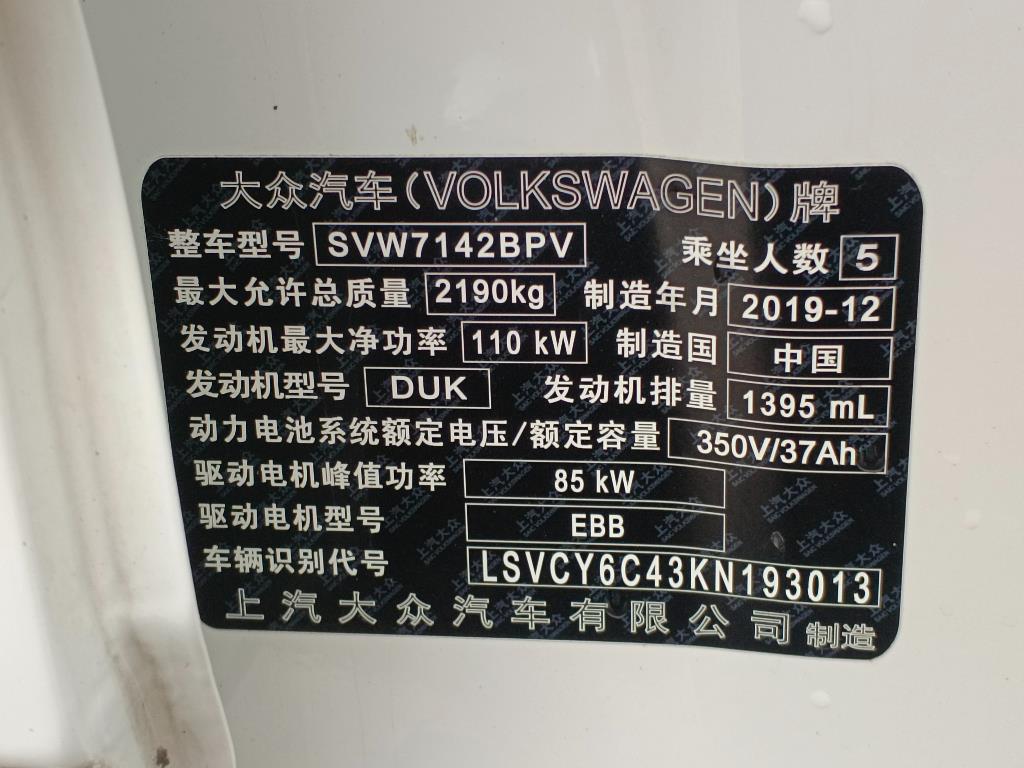 大众汽车(VOLKSWAGEN)牌
整车型号 SVW7142BPV 乘坐人数 5
最大允许总质量 2190kg 制造年月 2019-12
发动机最大净功率 110 kW 制造国 中国
发动机型号 DUK 发动机排量 1395 mL
动力电池系统额定电压/额定容量 350V/37Ah
驱动电机峰值功率 85 kW
驱动电机型号 EBB
车辆识别代号 LSVCY6C43KN193013
上汽大众汽车有限公司 制造